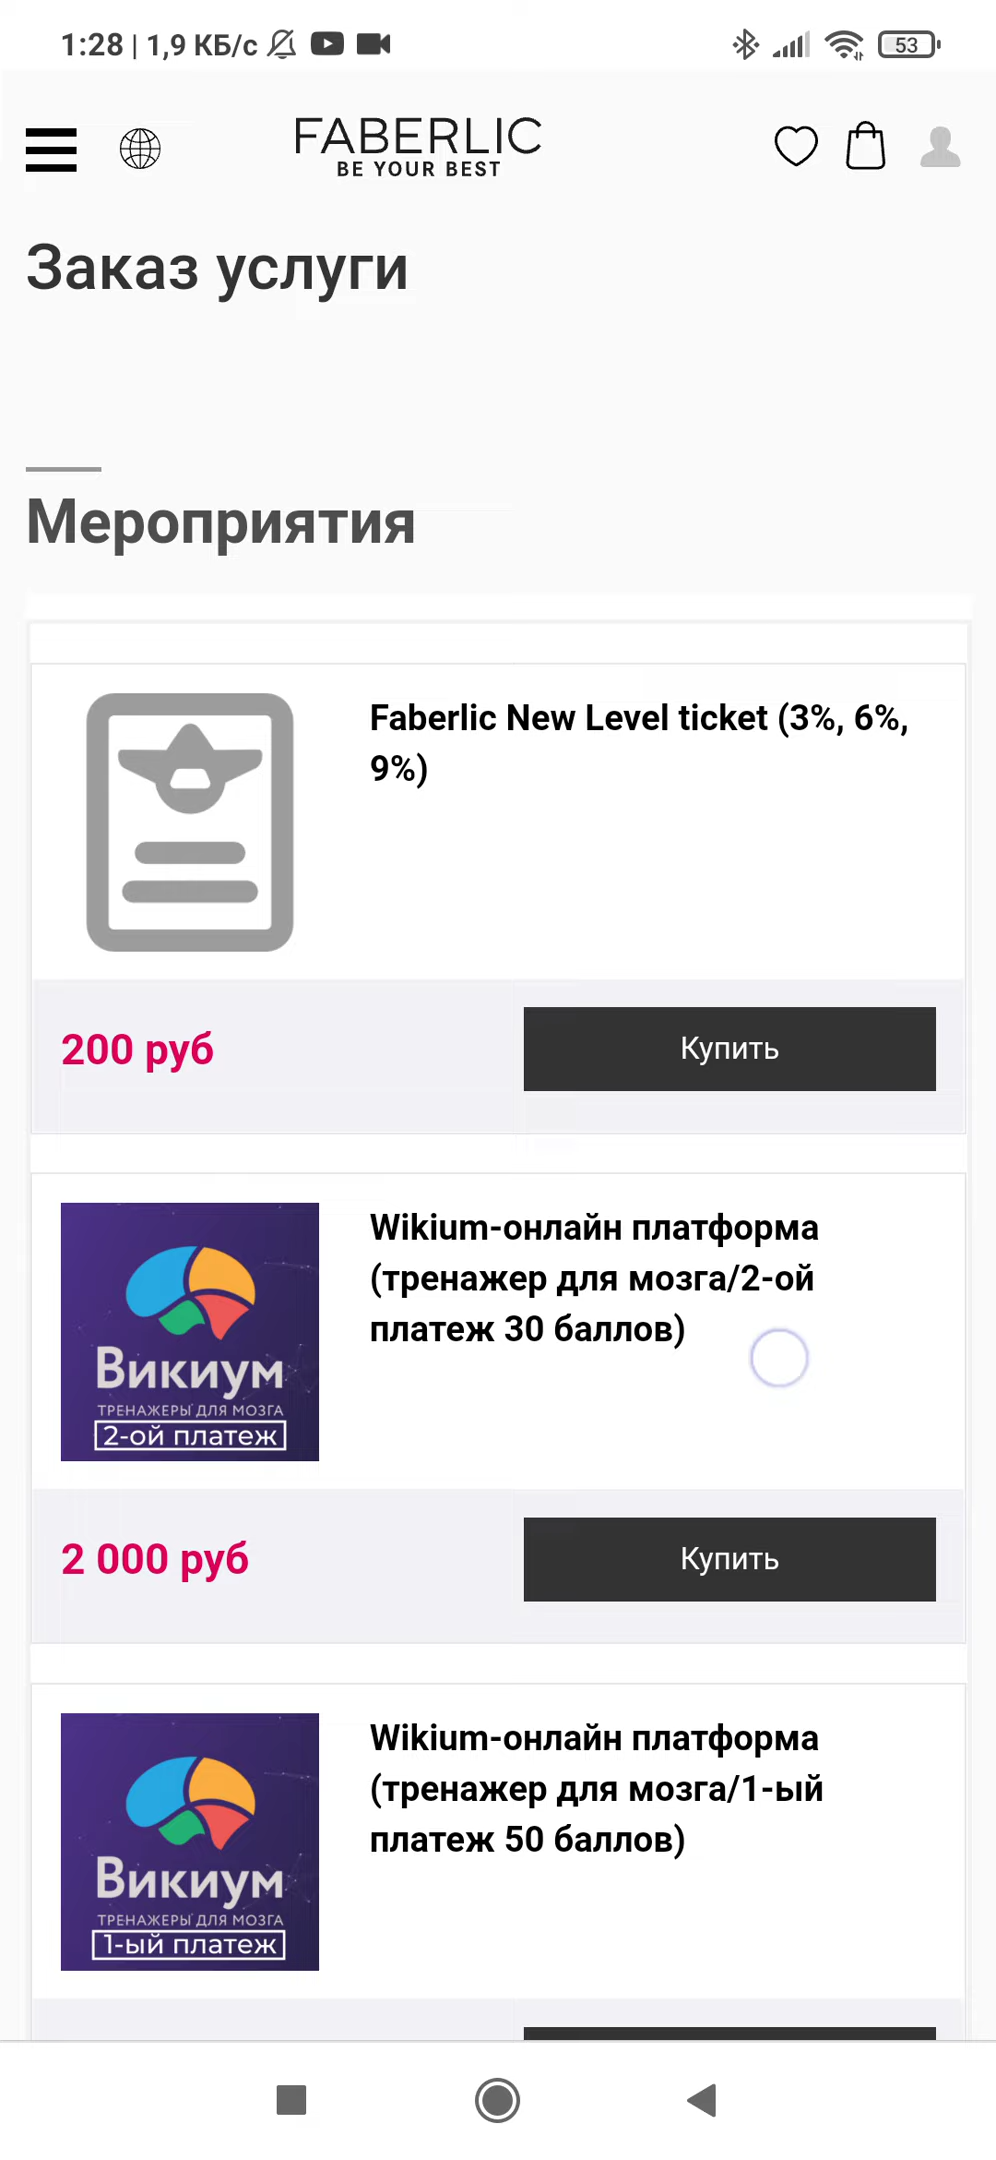 1:28 | 1,9 КБ/с
53
FABERLIC
BE YOUR BEST
Заказ услуги
Мероприятия
Faberlic New Level ticket (3%, 6%,
9%)
200 руб
Купить
Викиум
ТРЕНАЖЕРЫ ДЛЯ МОЗГА
2-ой платеж
Wikium-онлайн платформа
(тренажер для мозга/2-ой
платеж 30 баллов)
2 000 руб
Купить
Викиум
ТРЕНАЖЕРЫ ДЛЯ МОЗГА
1-ый платеж
Wikium-онлайн платформа
(тренажер для мозга/1-ый
платеж 50 баллов)